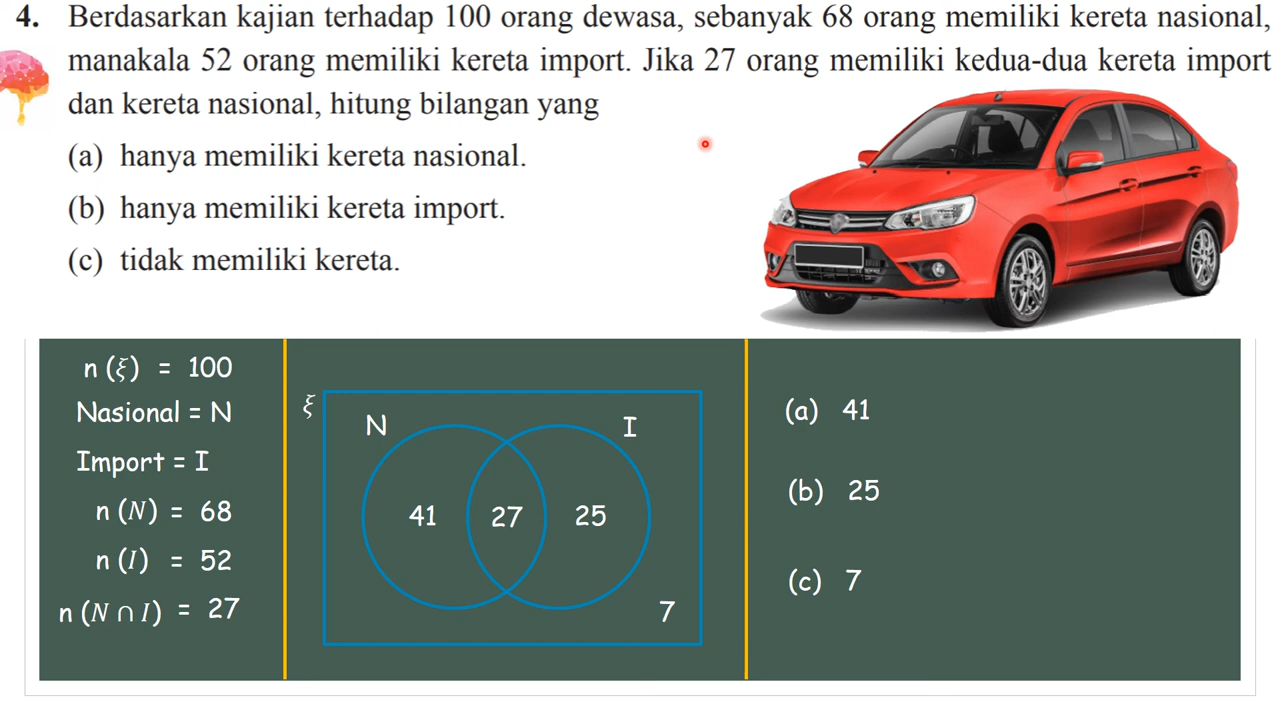 4. Berdasarkan kajian terhadap 100 orang dewasa, sebanyak 68 orang memiliki kereta nasional,
manakala 52 orang memiliki kereta import. Jika 27 orang memiliki kedua-dua kereta import
dan kereta nasional, hitung bilangan yang
(a) hanya memiliki kereta nasional.
(b) hanya memiliki kereta import.
(c) tidak memiliki kereta.
n (ξ) = 100
Nasional = N
Import = I
n (N) = 68
n (I) = 52
n (N ∩ I) = 27
ξ
N I
41 27 25
7
(a) 41
(b) 25
(c) 7